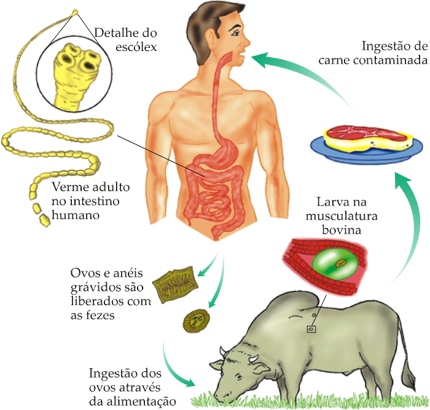 Detalhe do
escólex
Ingestão de
carne contaminada
Verme adulto
no intestino
humano
Larva na
musculatura
bovina
Ovos e anéis
grávidos são
liberados com
as fezes
Ingestão dos
ovos através
da alimentação